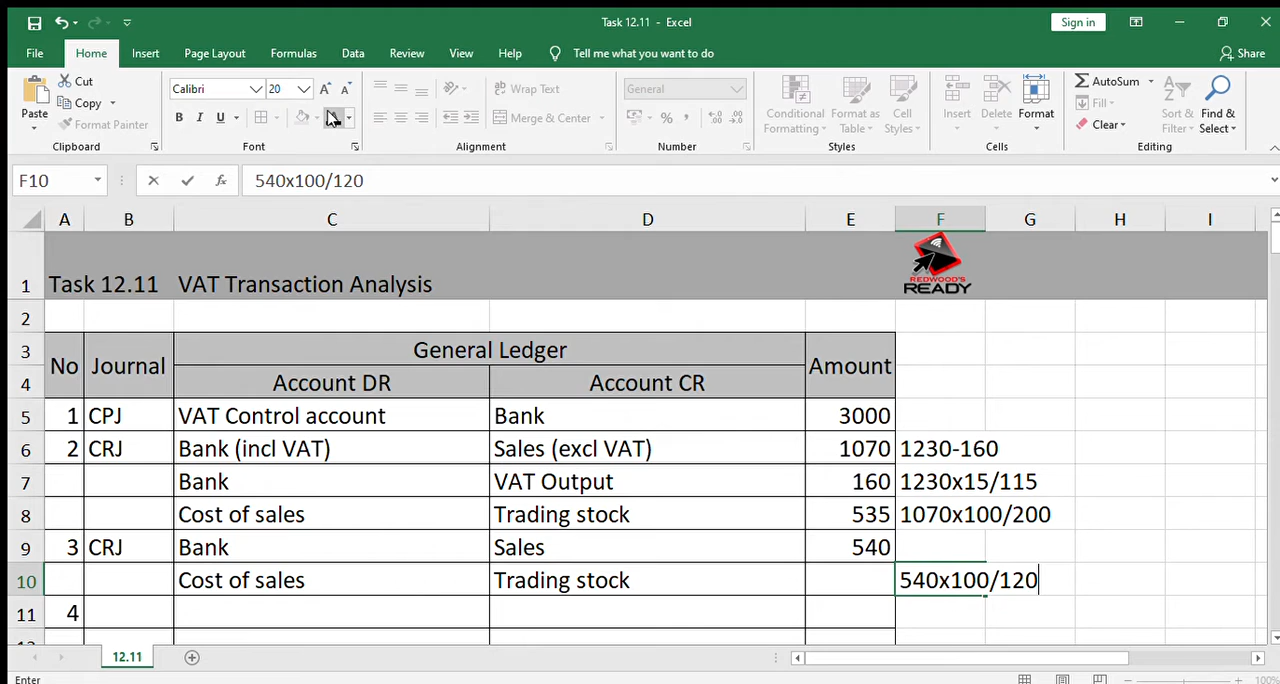 Task 12.11 - Excel
Sign in
File Home Insert Page Layout Formulas Data Review View Help Tell me what you want to do Share
Paste
Cut
Copy
Format Painter
Clipboard
Calibri 20 A A
B I U
Font
Wrap Text
Merge & Center
Alignment
General
%
Number
Conditional Formatting
Format as Table
Cell Styles
Styles
Insert Delete Format
Cells
AutoSum
Fill
Clear
Sort & Filter
Find & Select
Editing
F10 fx 540x100/120
A B C D E F G H I
1 Task 12.11 VAT Transaction Analysis
REDWOOD'S
READY
2
3 No Journal General Ledger Amount
4 Account DR Account CR
5 1 CPJ VAT Control account Bank 3000
6 2 CRJ Bank (incl VAT) Sales (excl VAT) 1070 1230-160
7 Bank VAT Output 160 1230x15/115
8 Cost of sales Trading stock 535 1070x100/200
9 3 CRJ Bank Sales 540
10 Cost of sales Trading stock 540x100/120
11 4
12.11
Enter
100%